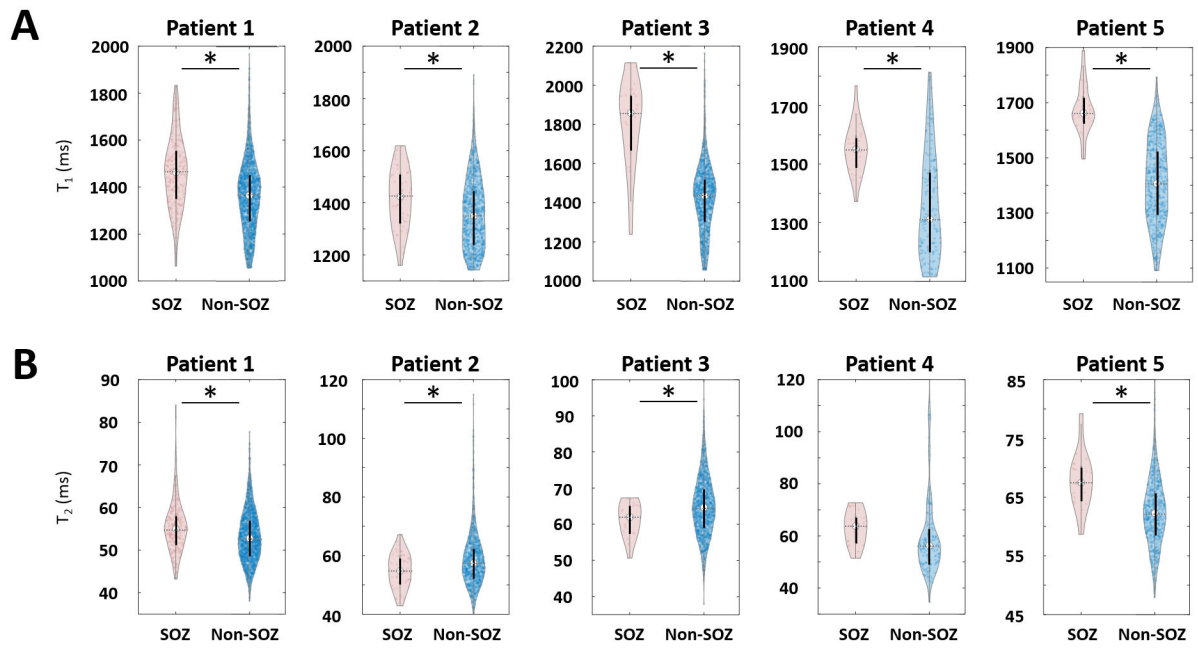 A
Patient 1 Patient 2 Patient 3 Patient 4 Patient 5
T₁ (ms)
2000 1800 1600 1400 1200 1000
*
SOZ Non-SOZ
2000 1800 1600 1400 1200
*
SOZ Non-SOZ
2200 2000 1800 1600 1400 1200 1000
*
SOZ Non-SOZ
1900 1700 1500 1300 1100
*
SOZ Non-SOZ
1900 1700 1500 1300 1100
*
SOZ Non-SOZ
B
Patient 1 Patient 2 Patient 3 Patient 4 Patient 5
T₂ (ms)
90 80 70 60 50 40
*
SOZ Non-SOZ
120 100 80 60 40
*
SOZ Non-SOZ
100 90 80 70 60 50 40
*
SOZ Non-SOZ
120 100 80 60 40
SOZ Non-SOZ
85 75 65 55 45
*
SOZ Non-SOZ